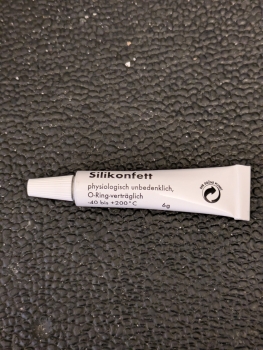 Silikonfett
physiologisch unbedenklich,
O-Ring-verträglich
-40 bis +200°C 6g